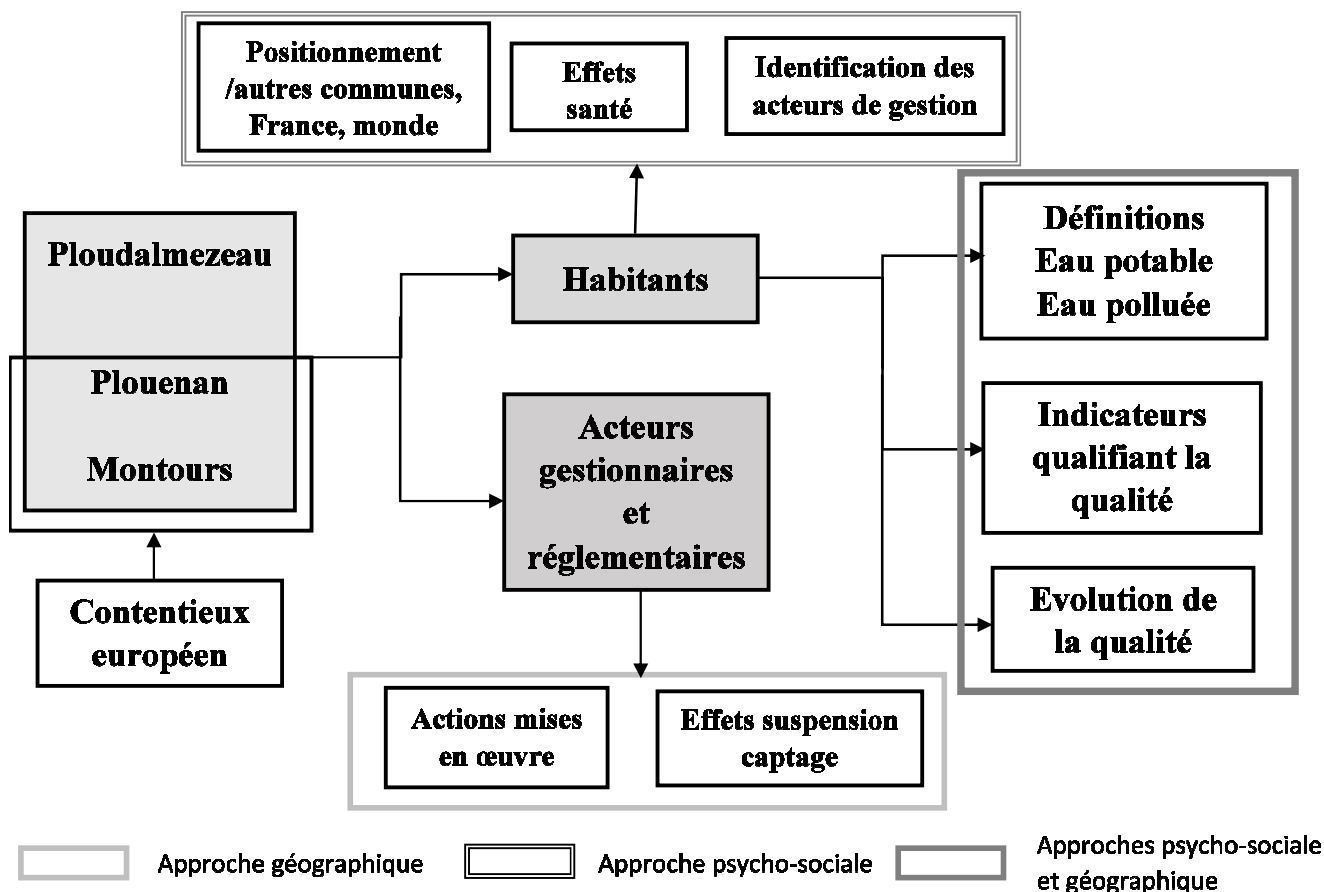 Positionnement
/autres communes,
France, monde
Effets
santé
Identification des
acteurs de gestion
Ploudalmezeau
Plouenan
Montours
Contentieux
européen
Habitants
Acteurs
gestionnaires
et
réglementaires
Définitions
Eau potable
Eau polluée
Indicateurs
qualifiant la
qualité
Evolution de
la qualité
Actions mises
en œuvre
Effets suspension
captage
Approche géographique
Approche psycho-sociale
Approches psycho-sociale
et géographique